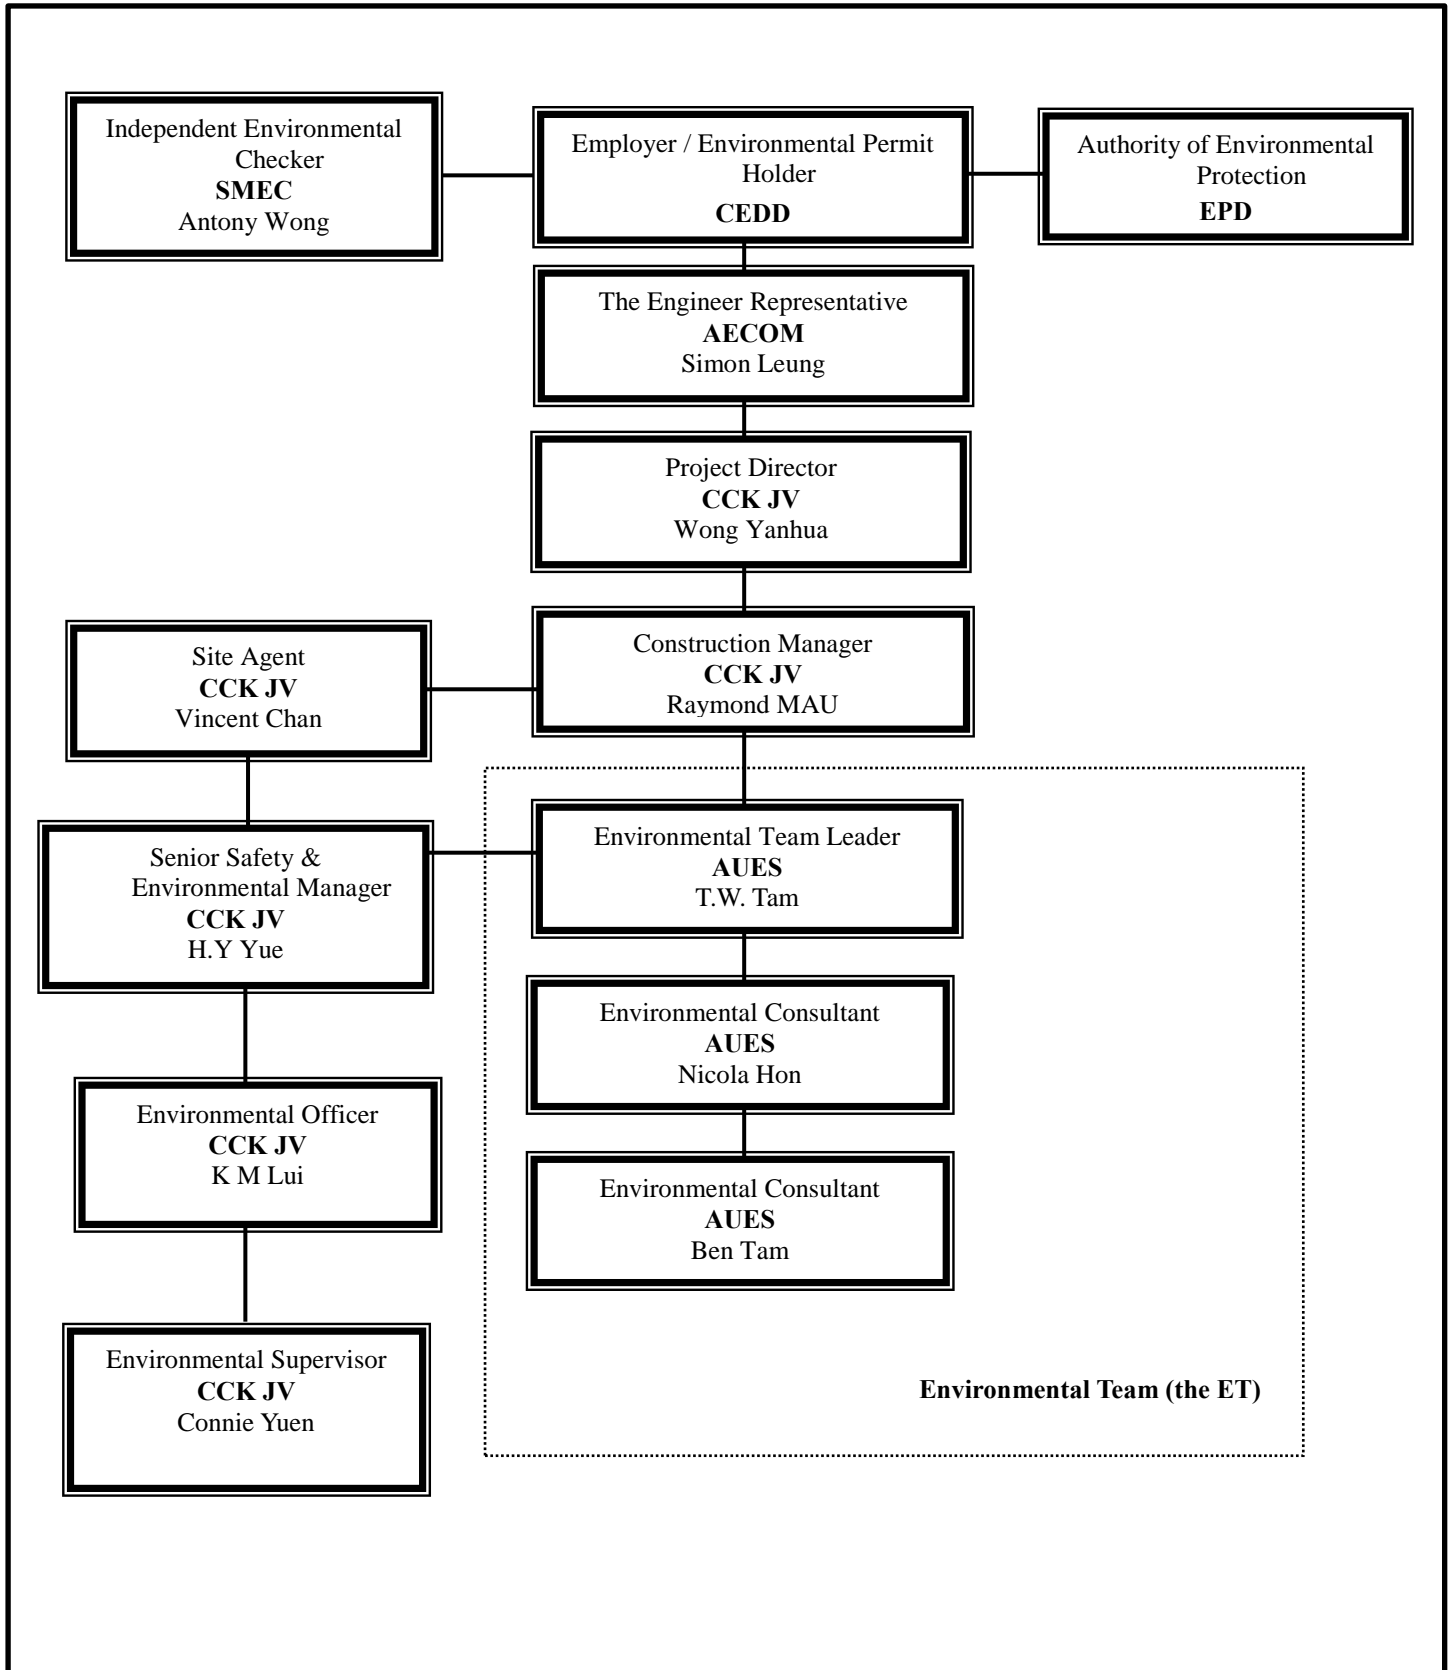 Independent Environmental
Checker
SMEC
Antony Wong
Employer / Environmental Permit
Holder
CEDD
Authority of Environmental
Protection
EPD
The Engineer Representative
AECOM
Simon Leung
Project Director
CCK JV
Wong Yanhua
Site Agent
CCK JV
Vincent Chan
Construction Manager
CCK JV
Raymond MAU
Senior Safety &
Environmental Manager
CCK JV
H.Y Yue
Environmental Team Leader
AUES
T.W. Tam
Environmental Consultant
AUES
Nicola Hon
Environmental Officer
CCK JV
K M Lui
Environmental Consultant
AUES
Ben Tam
Environmental Supervisor
CCK JV
Connie Yuen
Environmental Team (the ET)